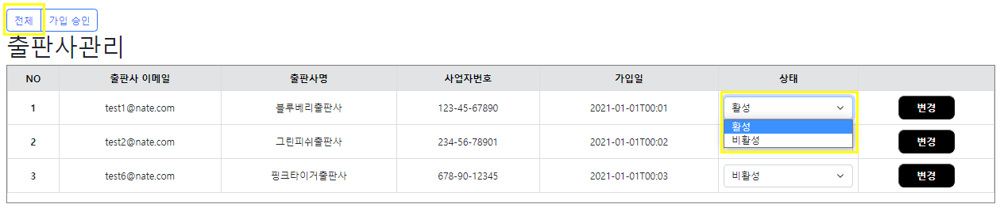 전체 가입 승인
출판사관리
NO 출판사 이메일 출판사명 사업자번호 가입일 상태
1 test1@nate.com 블루베리출판사 123-45-67890 2021-01-01T00:01 활성 변경
활성
2 test2@nate.com 그린피쉬출판사 234-56-78901 2021-01-01T00:02 비활성 변경
3 test6@nate.com 핑크타이거출판사 678-90-12345 2021-01-01T00:03 비활성 변경